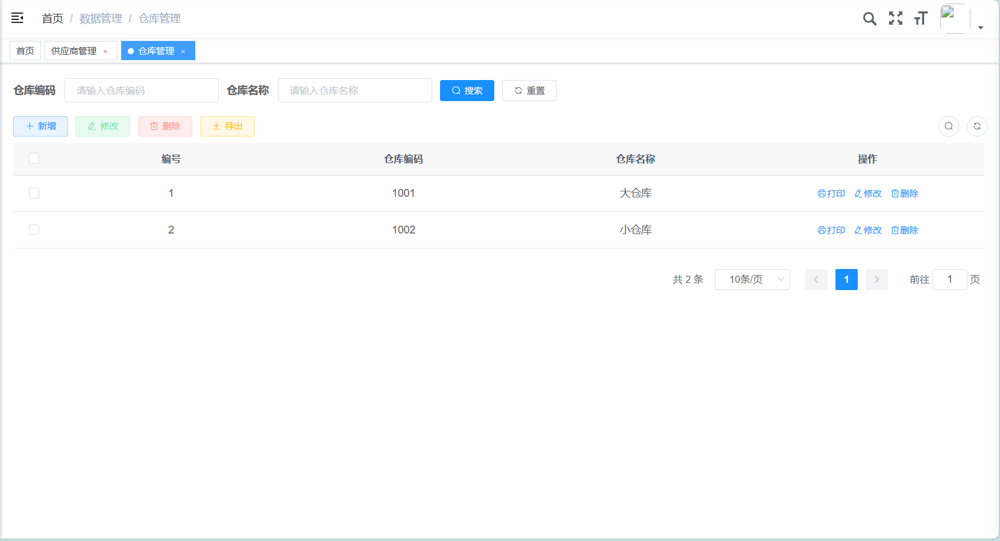 首页 / 数据管理 / 仓库管理
首页 供应商管理 × 仓库管理 ×
仓库编码 请输入仓库编码 仓库名称 请输入仓库名称 搜索 重置
新增 修改 删除 导出
编号 仓库编码 仓库名称 操作
1 1001 大仓库 打印 修改 删除
2 1002 小仓库 打印 修改 删除
共 2 条 10条/页 1 前往 1 页